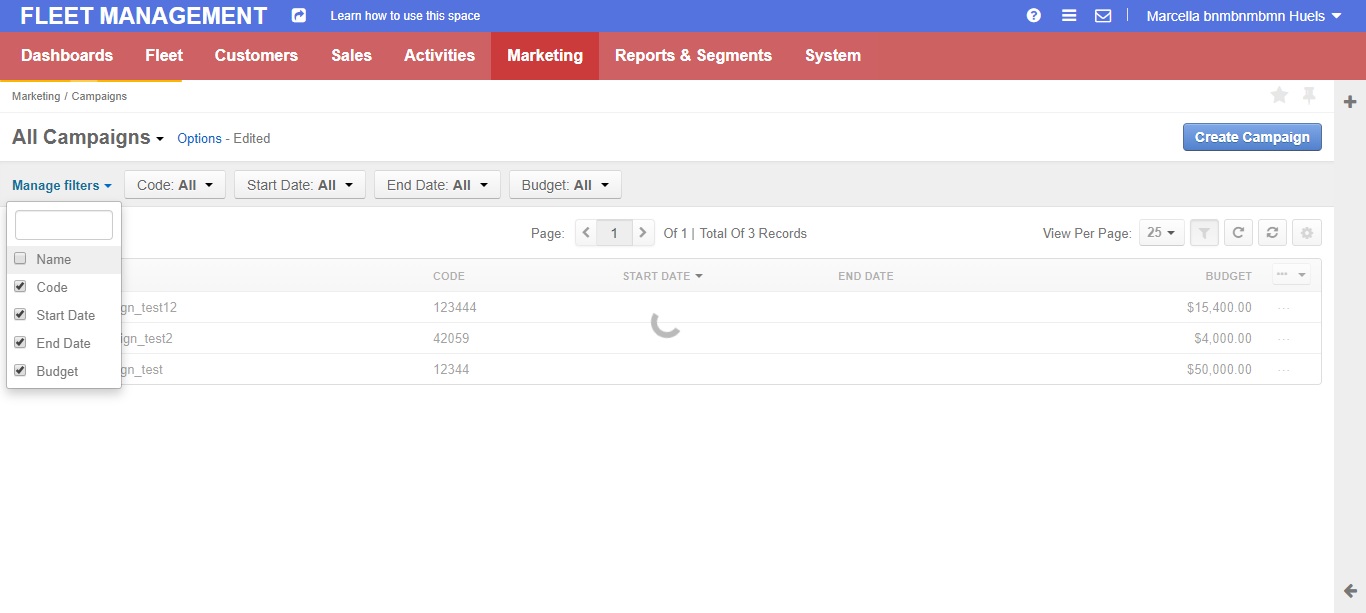 FLEET MANAGEMENT Learn how to use this space Marcella bnmbnmbmn Huels
Dashboards Fleet Customers Sales Activities Marketing Reports & Segments System
Marketing / Campaigns
All Campaigns Options - Edited Create Campaign
Manage filters Code: All Start Date: All End Date: All Budget: All
Page: 1 Of 1 | Total Of 3 Records View Per Page: 25
Name
Code
Start Date
End Date
Budget
CODE START DATE END DATE BUDGET
gn_test12 123444 $15,400.00
ign_test2 42059 $4,000.00
gn_test 12344 $50,000.00